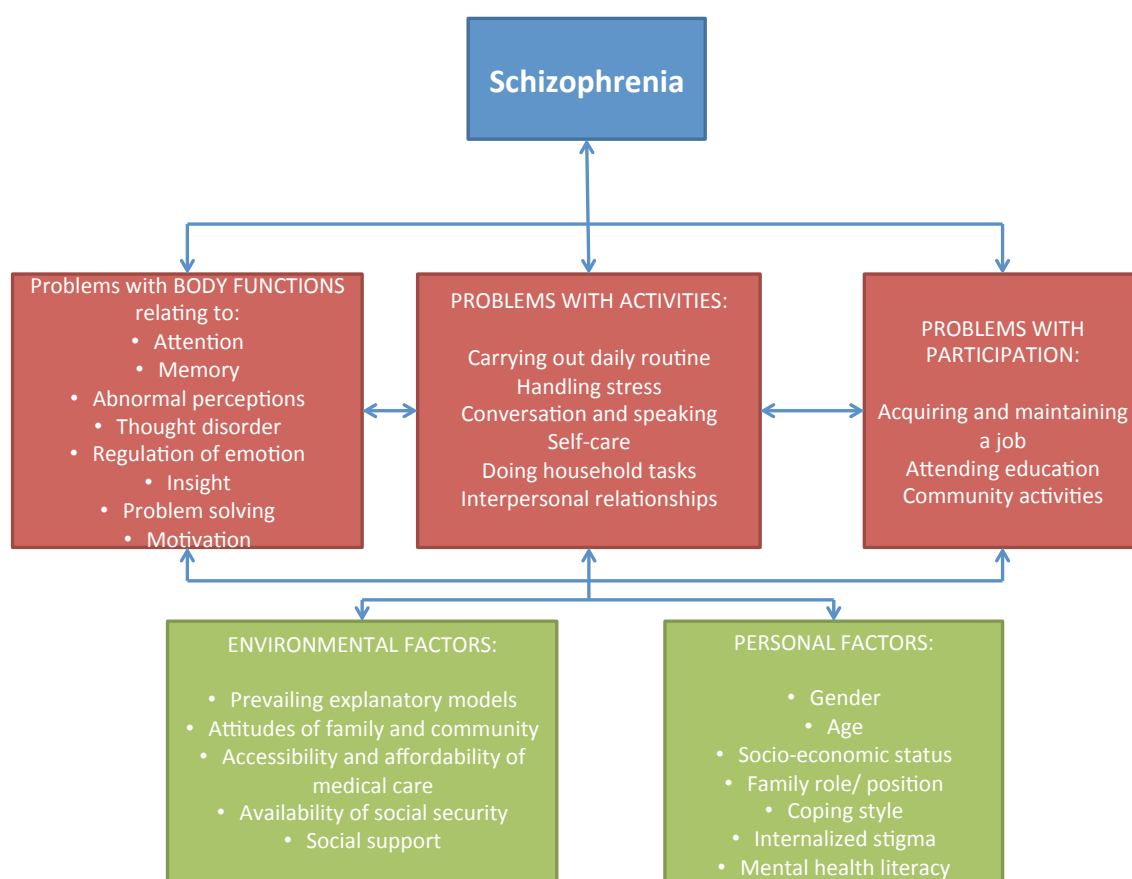 Schizophrenia
Problems with BODY FUNCTIONS
relating to:
• Attention
• Memory
• Abnormal perceptions
• Thought disorder
• Regulation of emotion
• Insight
• Problem solving
• Motivation
PROBLEMS WITH ACTIVITIES:
Carrying out daily routine
Handling stress
Conversation and speaking
Self-care
Doing household tasks
Interpersonal relationships
PROBLEMS WITH
PARTICIPATION:
Acquiring and maintaining
a job
Attending education
Community activities
ENVIRONMENTAL FACTORS:
• Prevailing explanatory models
• Attitudes of family and community
• Accessibility and affordability of
medical care
• Availability of social security
• Social support
PERSONAL FACTORS:
• Gender
• Age
• Socio-economic status
• Family role/ position
• Coping style
• Internalized stigma
• Mental health literacy